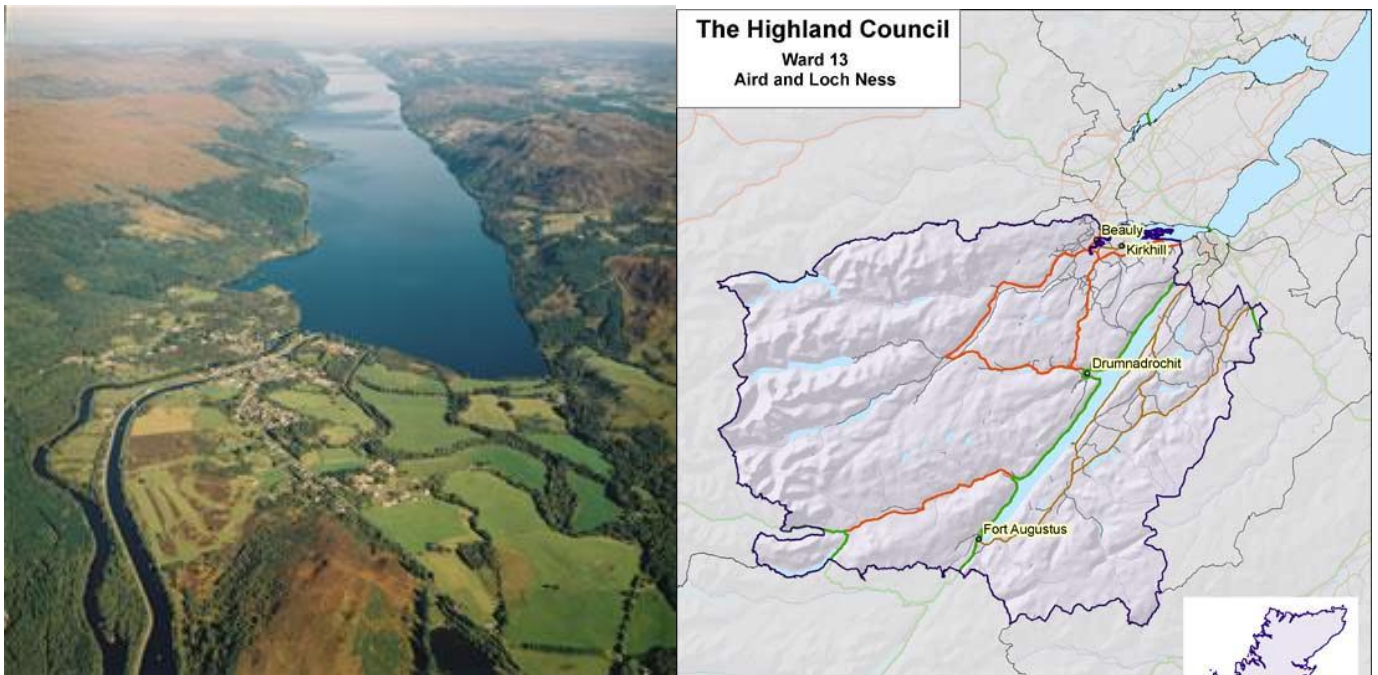 The Highland Council
Ward 13
Aird and Loch Ness
Beauly
Kirkhill
Drumnadrochit
Fort Augustus